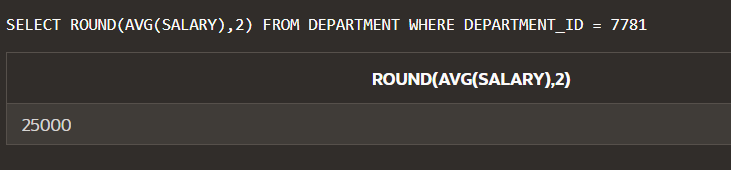 SELECT ROUND(AVG(SALARY),2) FROM DEPARTMENT WHERE DEPARTMENT_ID = 7781
ROUND(AVG(SALARY),2)
25000